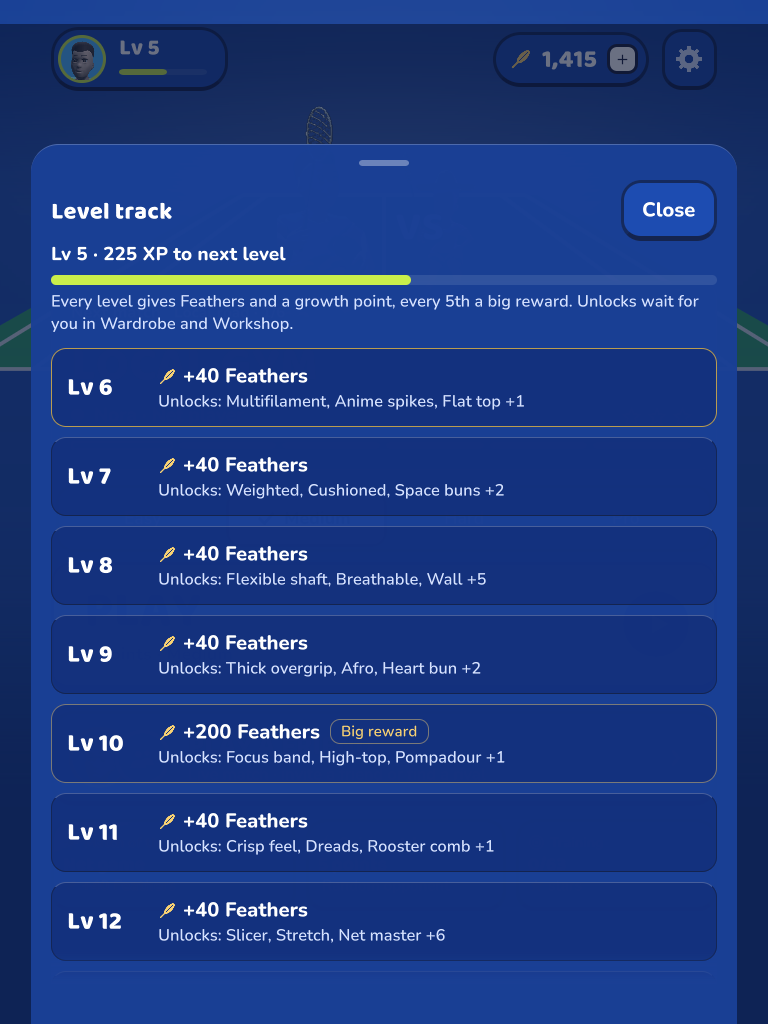 Lv 5
1,415
+
Level track
Close
Lv 5 · 225 XP to next level
Every level gives Feathers and a growth point, every 5th a big reward. Unlocks wait for
you in Wardrobe and Workshop.
Lv 6
+40 Feathers
Unlocks: Multifilament, Anime spikes, Flat top +1
Lv 7
+40 Feathers
Unlocks: Weighted, Cushioned, Space buns +2
Lv 8
+40 Feathers
Unlocks: Flexible shaft, Breathable, Wall +5
Lv 9
+40 Feathers
Unlocks: Thick overgrip, Afro, Heart bun +2
Lv 10
+200 Feathers Big reward
Unlocks: Focus band, High-top, Pompadour +1
Lv 11
+40 Feathers
Unlocks: Crisp feel, Dreads, Rooster comb +1
Lv 12
+40 Feathers
Unlocks: Slicer, Stretch, Net master +6